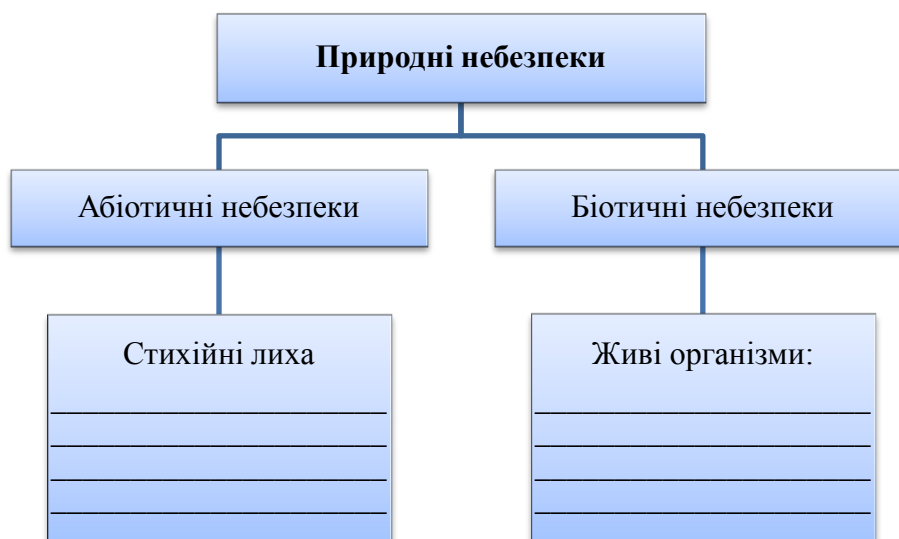 Природні небезпеки
Абіотичні небезпеки
Біотичні небезпеки
Стихійні лиха
Живі організми: